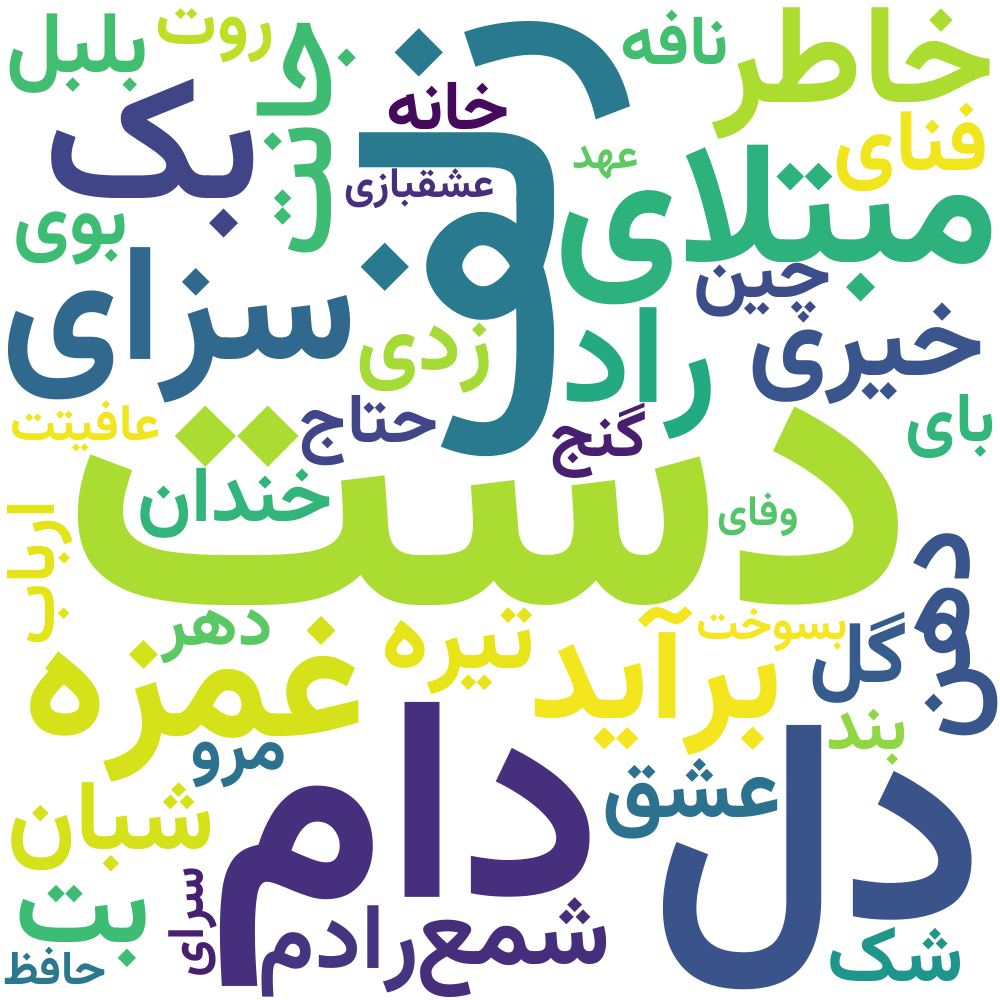 خاطر
نافه
روت
بلبل
جانت
خانه
بک
فنای
عهد
عشقبازی
مبتلای
بوی
چین
سزای
خیری
راد
زدی
حتاج
گنج
بای
عافیتت
دست
خندان
وفای
ارباب
دهن
دهر
بسوخت
تیره
گل
برآید
غمزه
بند
مرو
دل
دام
عشق
شبان
بت
سرای
شمع
رادم
شک
حافظ